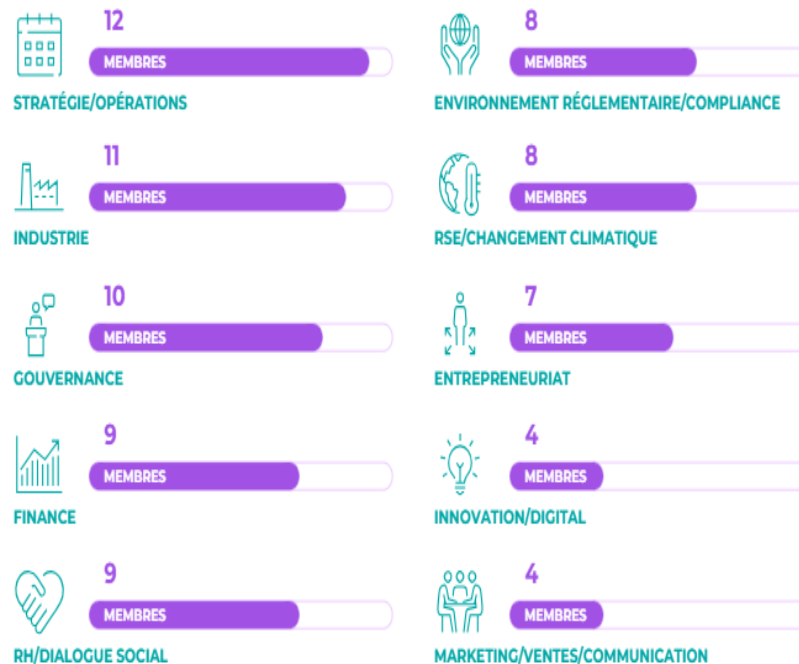 12
MEMBRES
STRATÉGIE/OPÉRATIONS
11
MEMBRES
INDUSTRIE
10
MEMBRES
GOUVERNANCE
9
MEMBRES
FINANCE
9
MEMBRES
RH/DIALOGUE SOCIAL
8
MEMBRES
ENVIRONNEMENT RÉGLEMENTAIRE/COMPLIANCE
8
MEMBRES
RSE/CHANGEMENT CLIMATIQUE
7
MEMBRES
ENTREPRENEURIAT
4
MEMBRES
INNOVATION/DIGITAL
4
MEMBRES
MARKETING/VENTES/COMMUNICATION